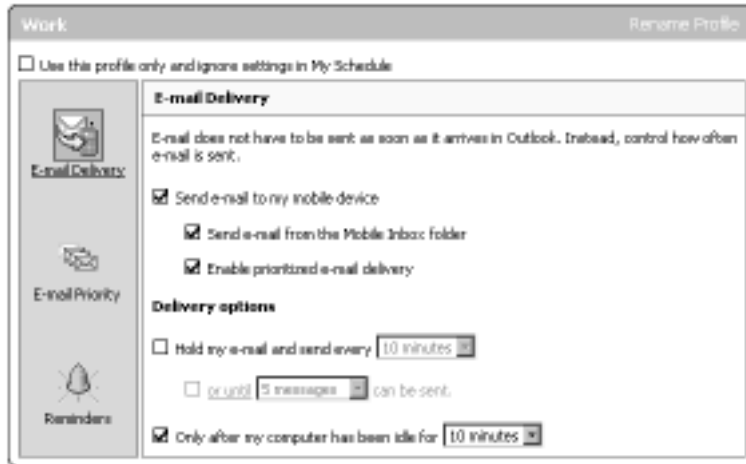 Work
Rename Profile
Use this profile only and ignore settings in My Schedule
E-mail Delivery
E-mail Delivery
E-mail does not have to be sent as soon as it arrives in Outlook. Instead, control how often
e-mail is sent.
Send e-mail to my mobile device
Send e-mail from the Mobile Inbox folder
Enable prioritized e-mail delivery
E-mail Priority
Delivery options
Hold my e-mail and send every 10 minutes
or until 5 messages can be sent.
Reminders
Only after my computer has been idle for 10 minutes